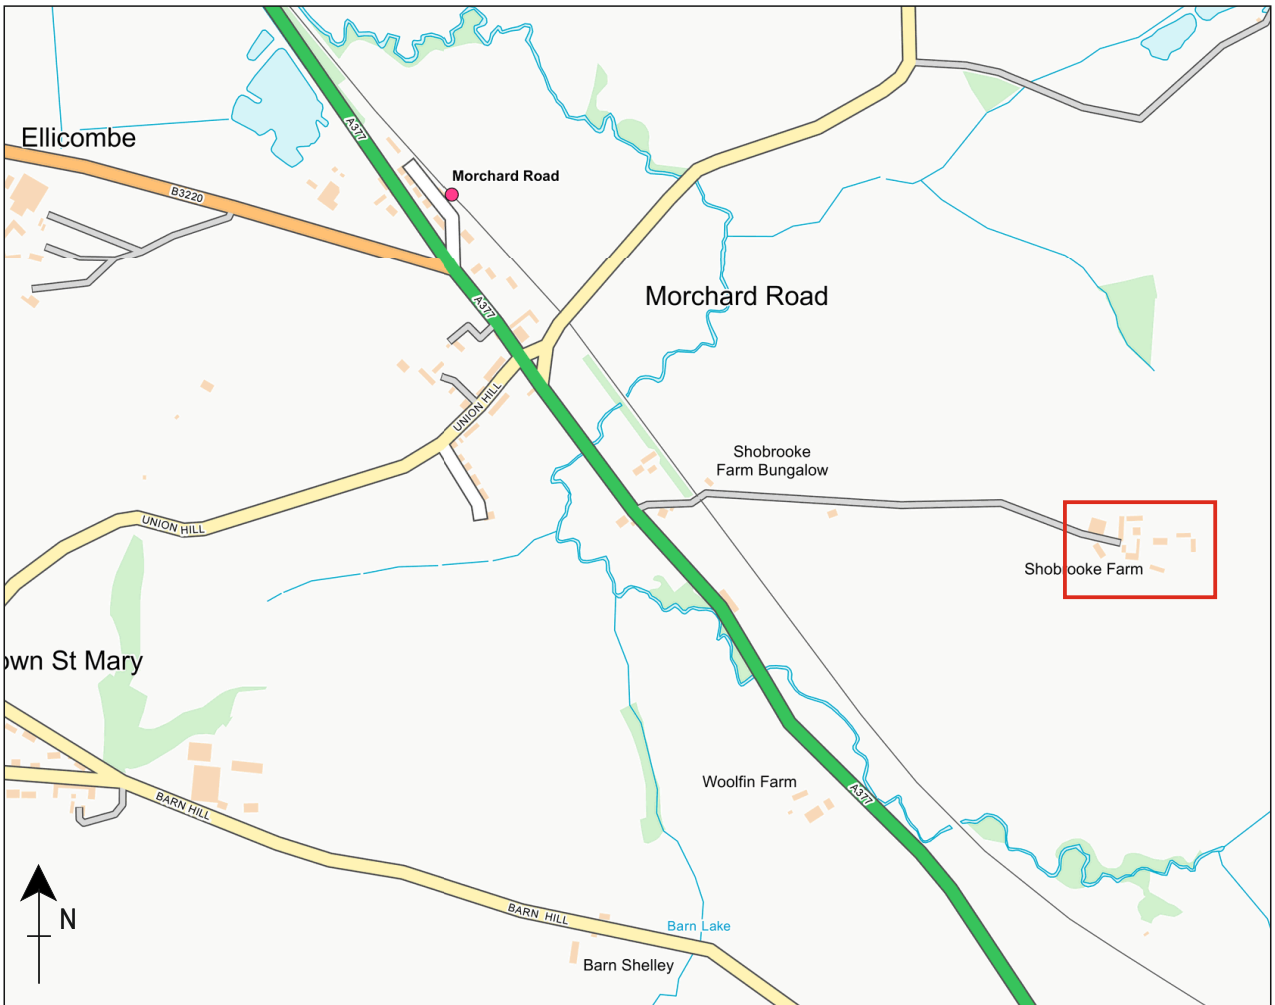 A377
Ellicombe
Morchard Road
B3220
Morchard Road
A377
UNION HILL
Shobrooke
Farm Bungalow
UNION HILL
Shobrooke Farm
own St Mary
Woolfin Farm
A377
BARN HILL
BARN HILL
N
Barn Lake
Barn Shelley